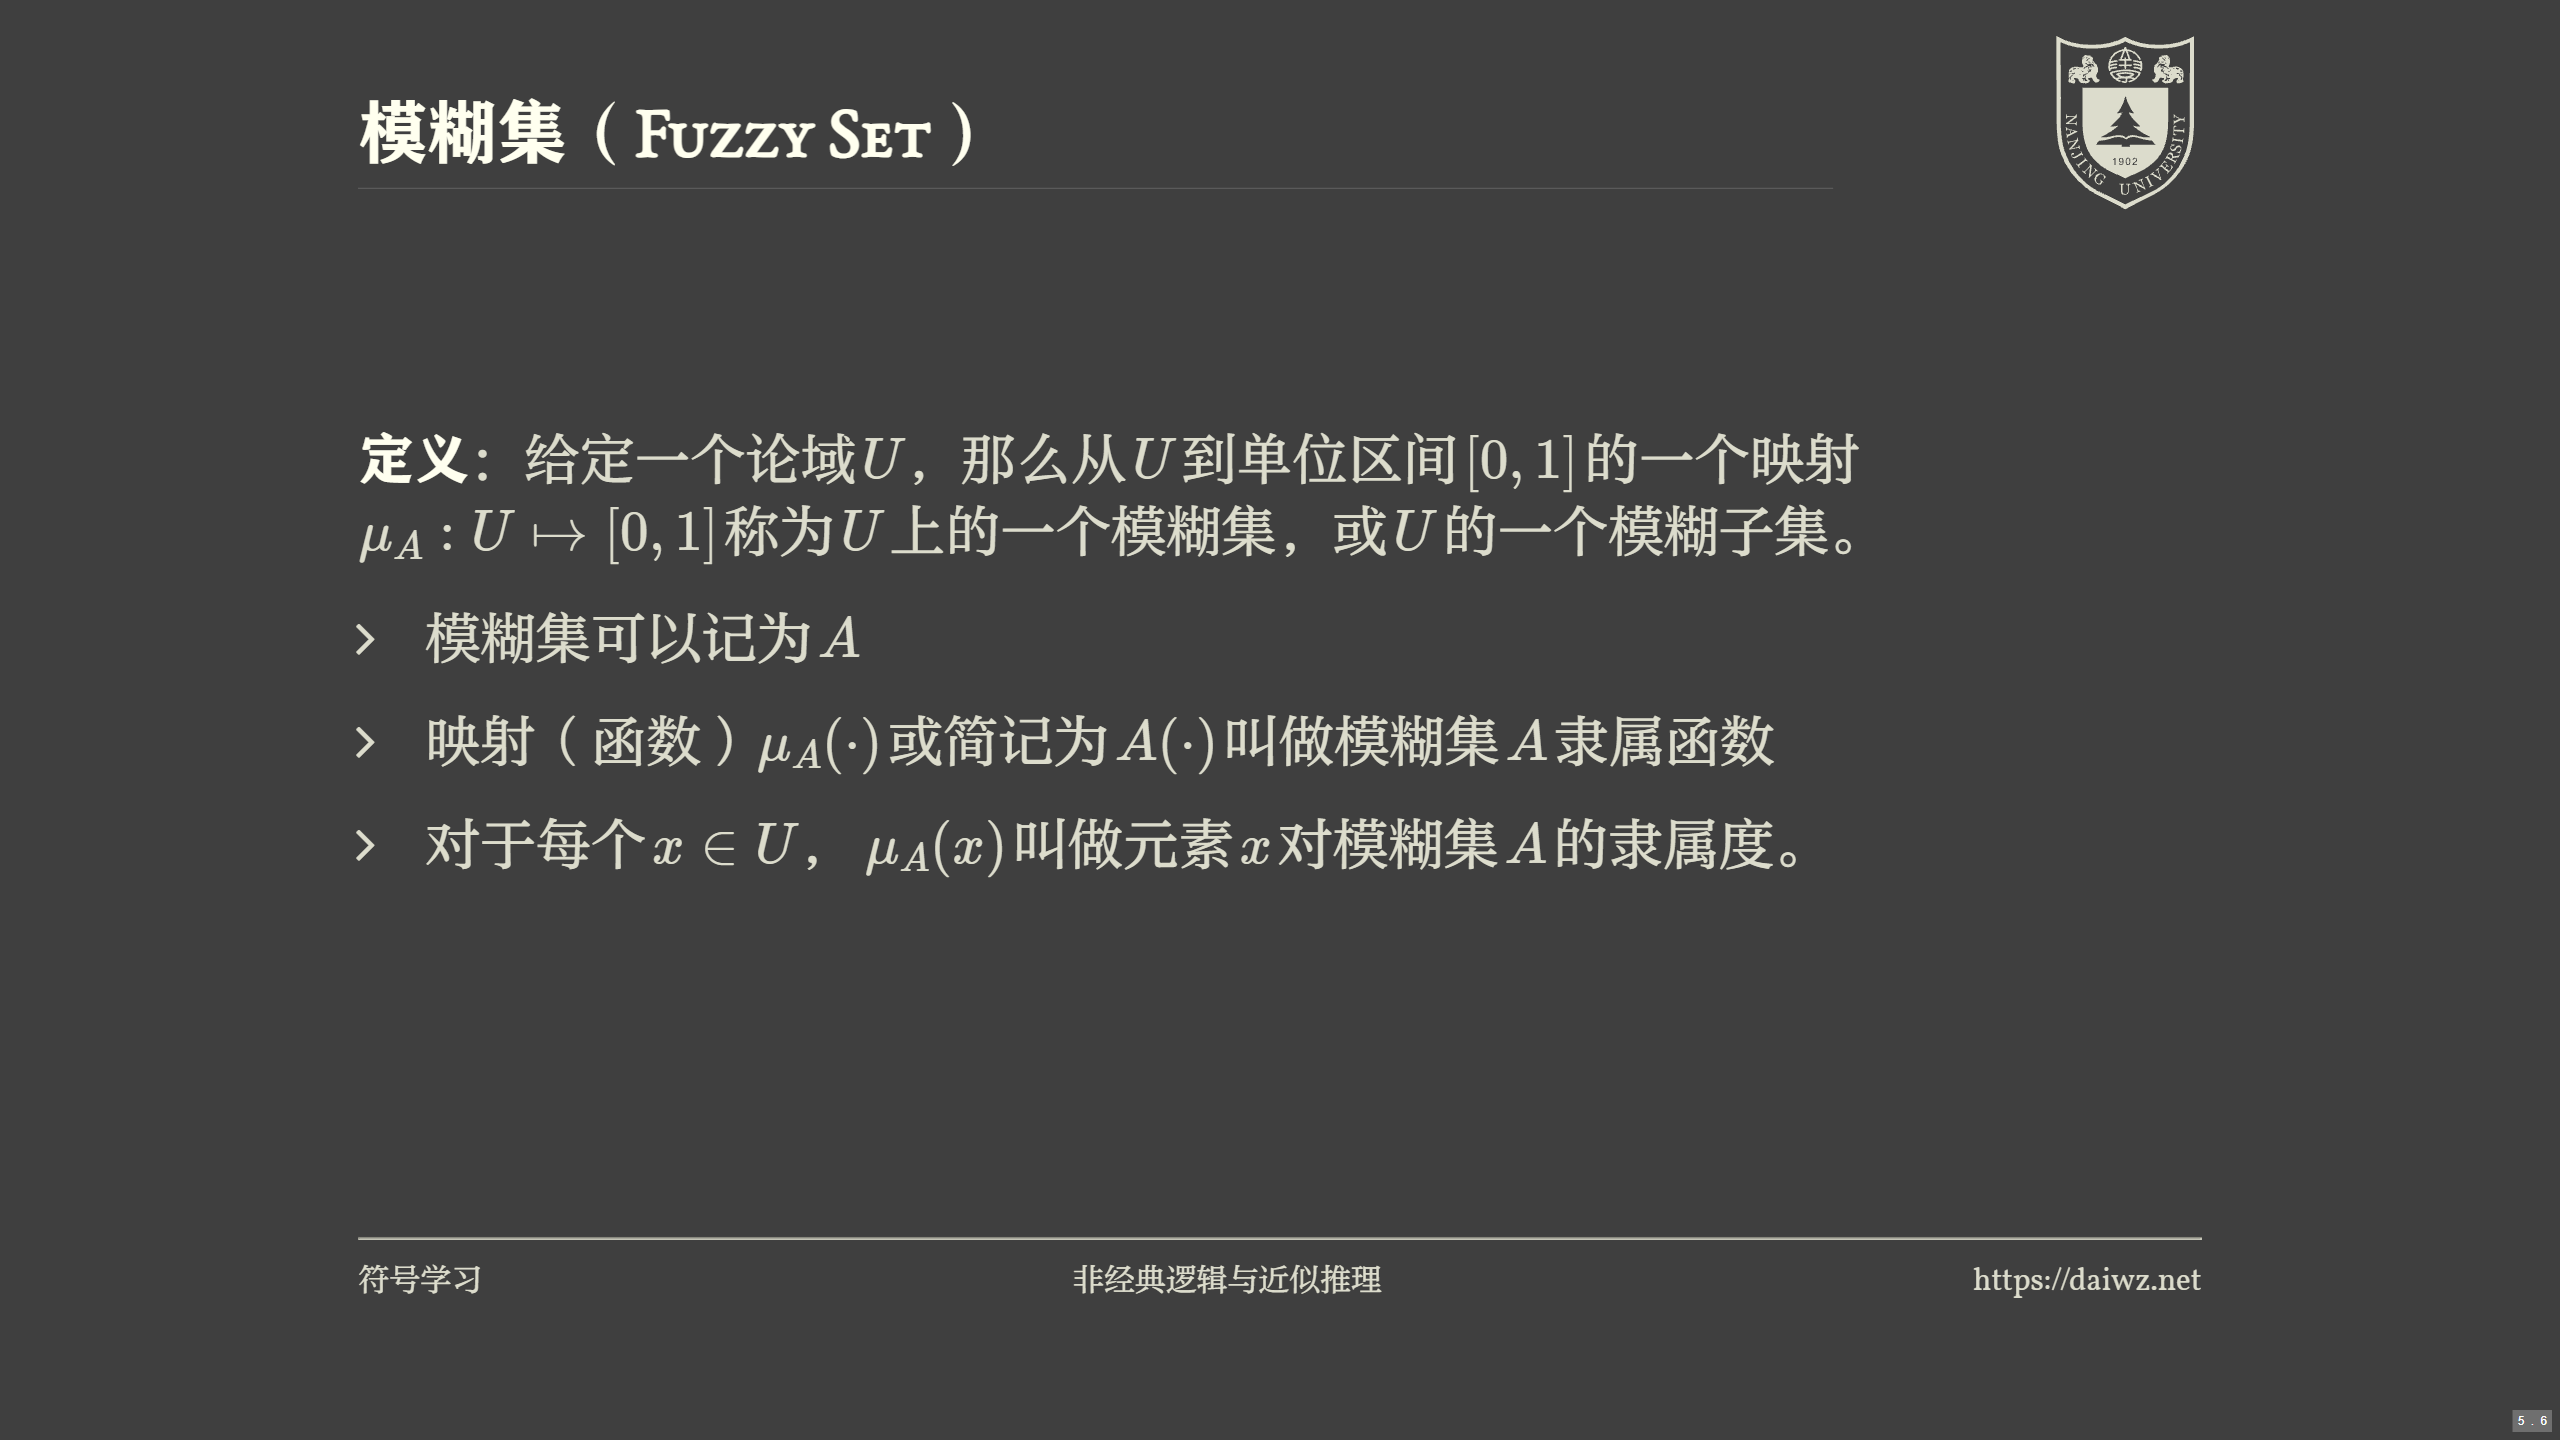 模糊集（Fuzzy Set）
NANJING UNIVERSITY
1902
定义：给定一个论域U，那么从U到单位区间[0, 1]的一个映射
μ_A : U ↦ [0, 1]称为U上的一个模糊集，或U的一个模糊子集。
模糊集可以记为A
映射（函数）μ_A(·)或简记为A(·)叫做模糊集A隶属函数
对于每个x ∈ U， μ_A(x)叫做元素x对模糊集A的隶属度。
符号学习
非经典逻辑与近似推理
https://daiwz.net
5 . 6